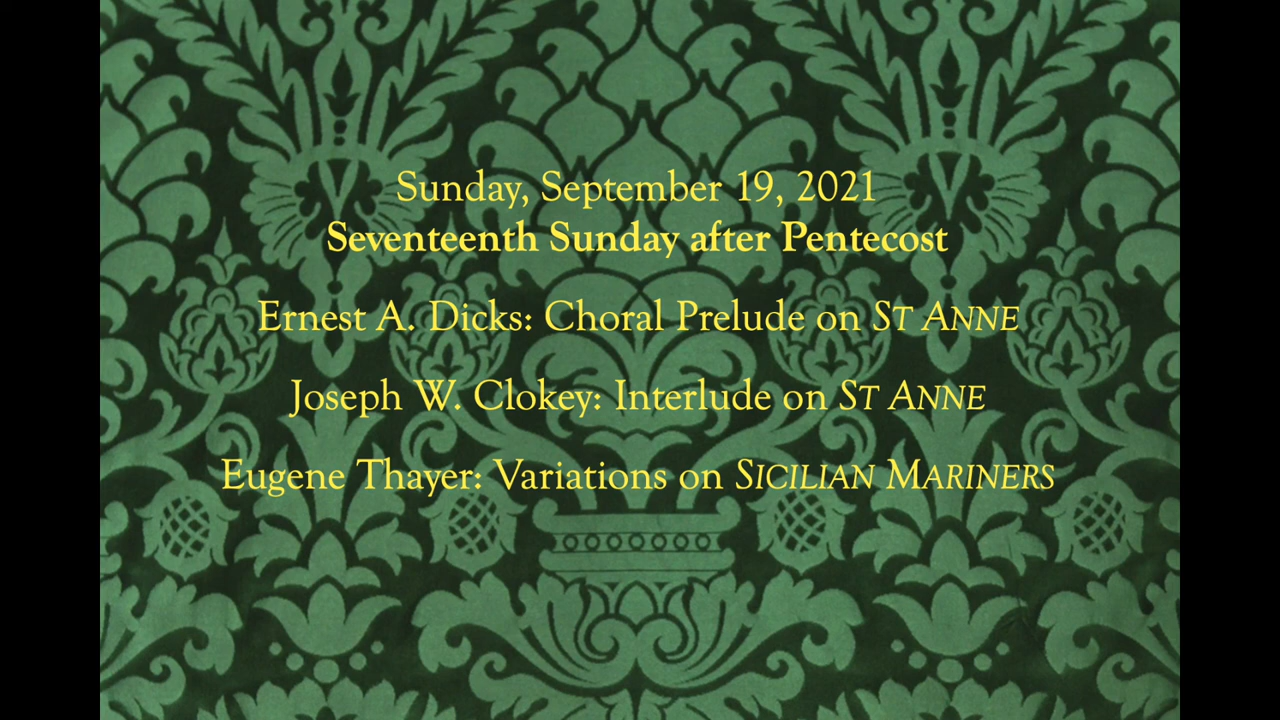 Sunday, September 19, 2021
Seventeenth Sunday after Pentecost
Ernest A. Dicks: Choral Prelude on ST ANNE
Joseph W. Clokey: Interlude on ST ANNE
Eugene Thayer: Variations on SICILIAN MARINERS